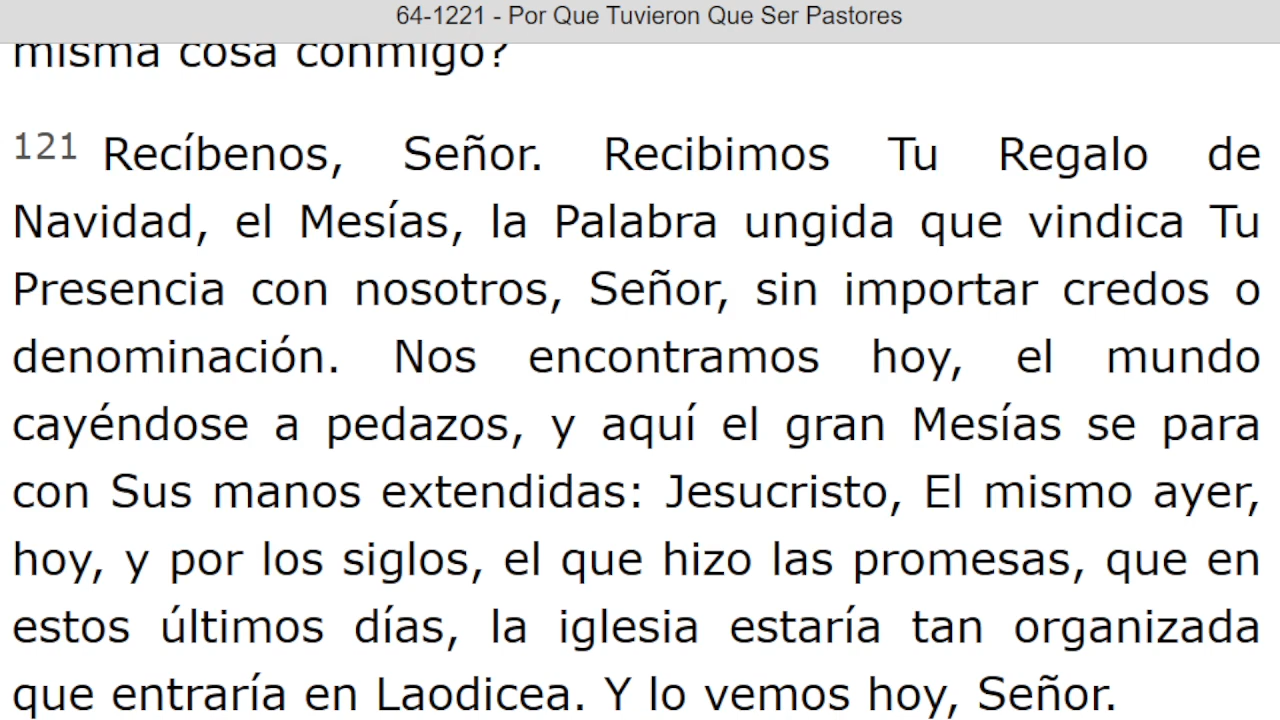 64-1221 - Por Que Tuvieron Que Ser Pastores
misma cosa conmigo?
121 Recíbenos, Señor. Recibimos Tu Regalo de
Navidad, el Mesías, la Palabra ungida que vindica Tu
Presencia con nosotros, Señor, sin importar credos o
denominación. Nos encontramos hoy, el mundo
cayéndose a pedazos, y aquí el gran Mesías se para
con Sus manos extendidas: Jesucristo, El mismo ayer,
hoy, y por los siglos, el que hizo las promesas, que en
estos últimos días, la iglesia estaría tan organizada
que entraría en Laodicea. Y lo vemos hoy, Señor.